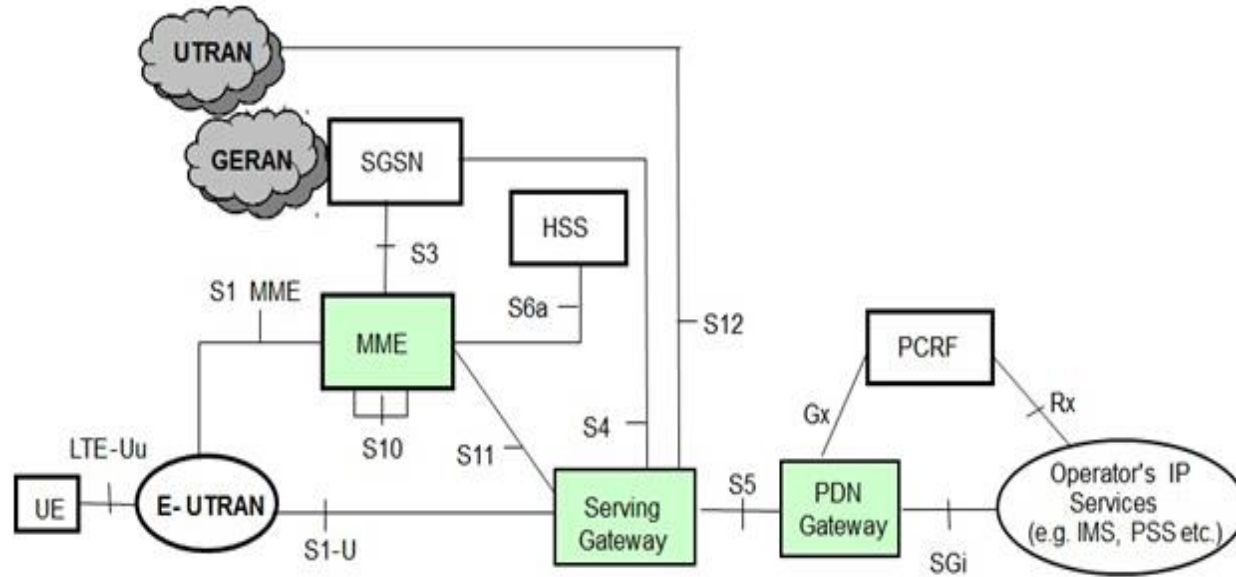 UTRAN
GERAN
SGSN
HSS
S3
S1 MME
S6a
MME
S12
PCRF
Gx
Rx
S10
S11
S4
LTE-Uu
UE
E- UTRAN
S1-U
Serving
Gateway
S5
PDN
Gateway
SGi
Operator's IP
Services
(e.g. IMS, PSS etc.)